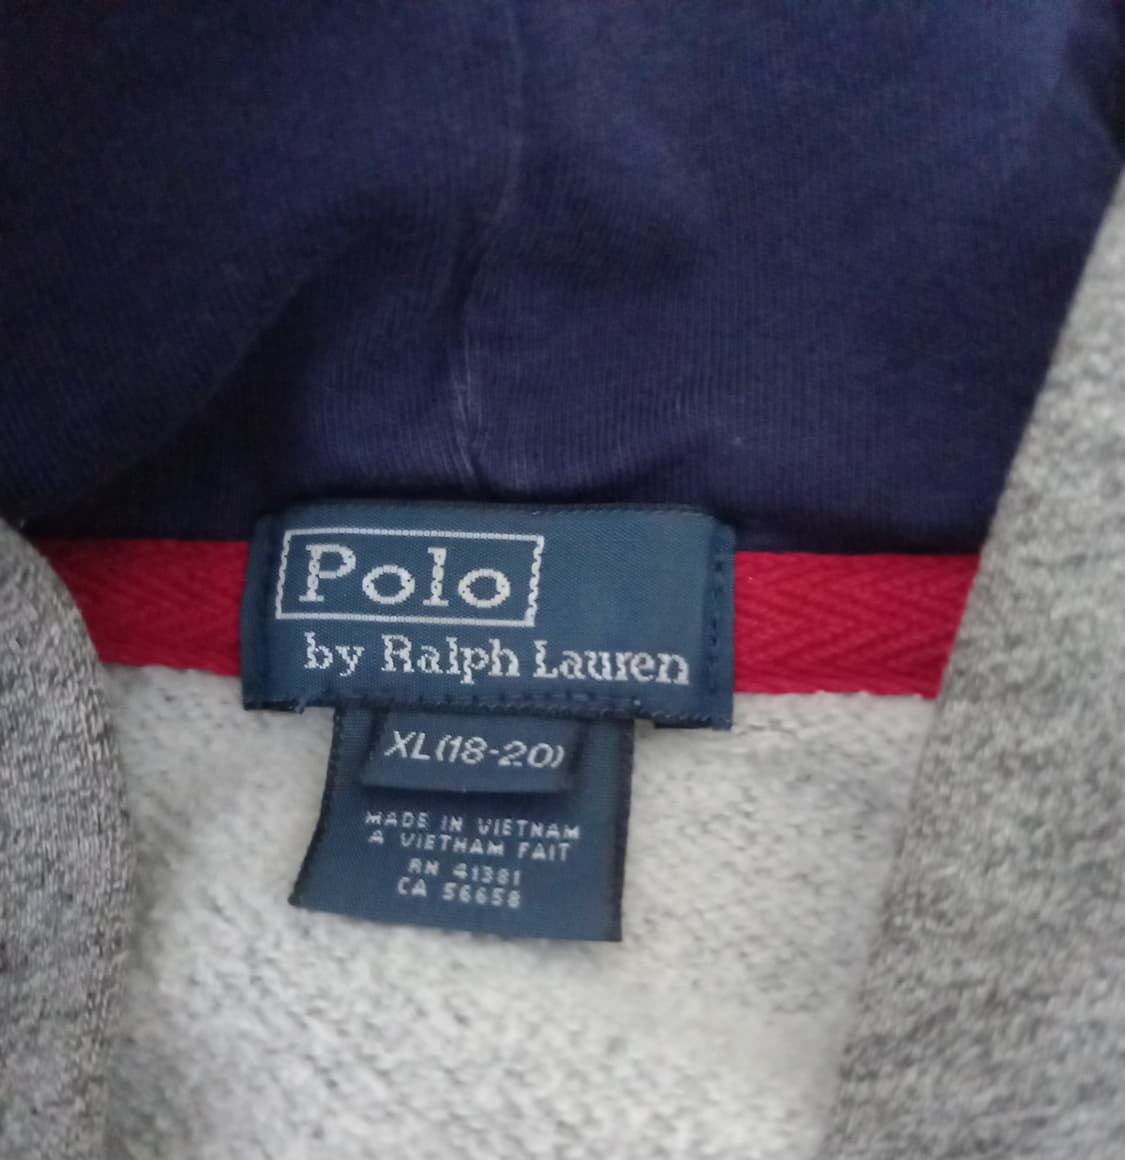 Polo
by Ralph Lauren
XL(18-20)
MADE IN VIETNAM
A VIETNAM FAIT
RN 41381
CA 56658